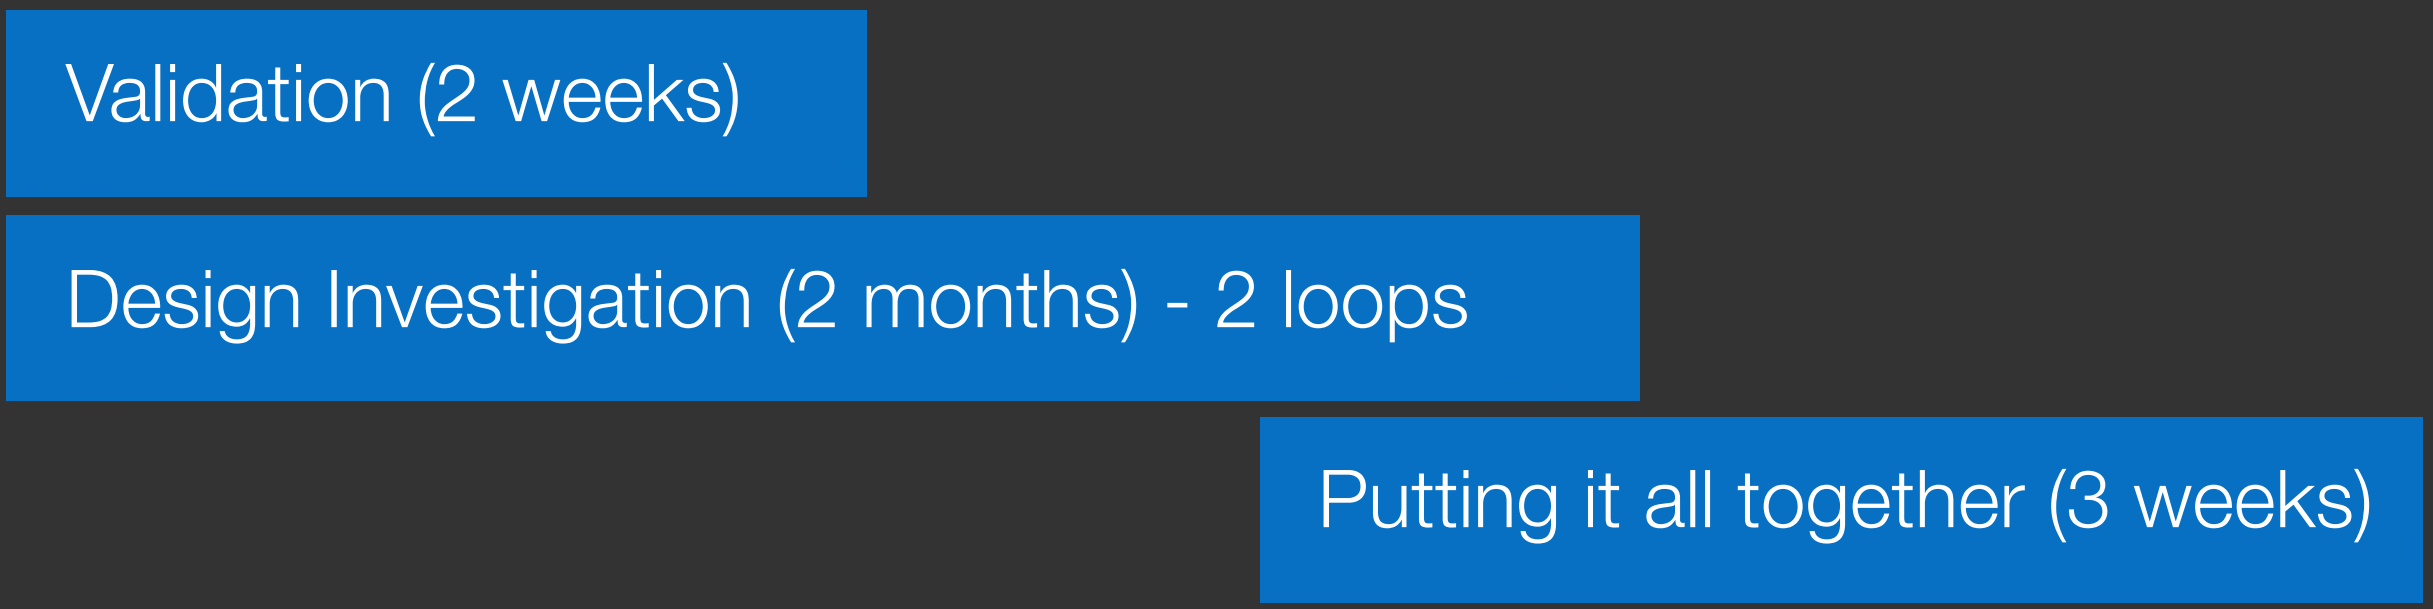 Validation (2 weeks)
Design Investigation (2 months) - 2 loops
Putting it all together (3 weeks)